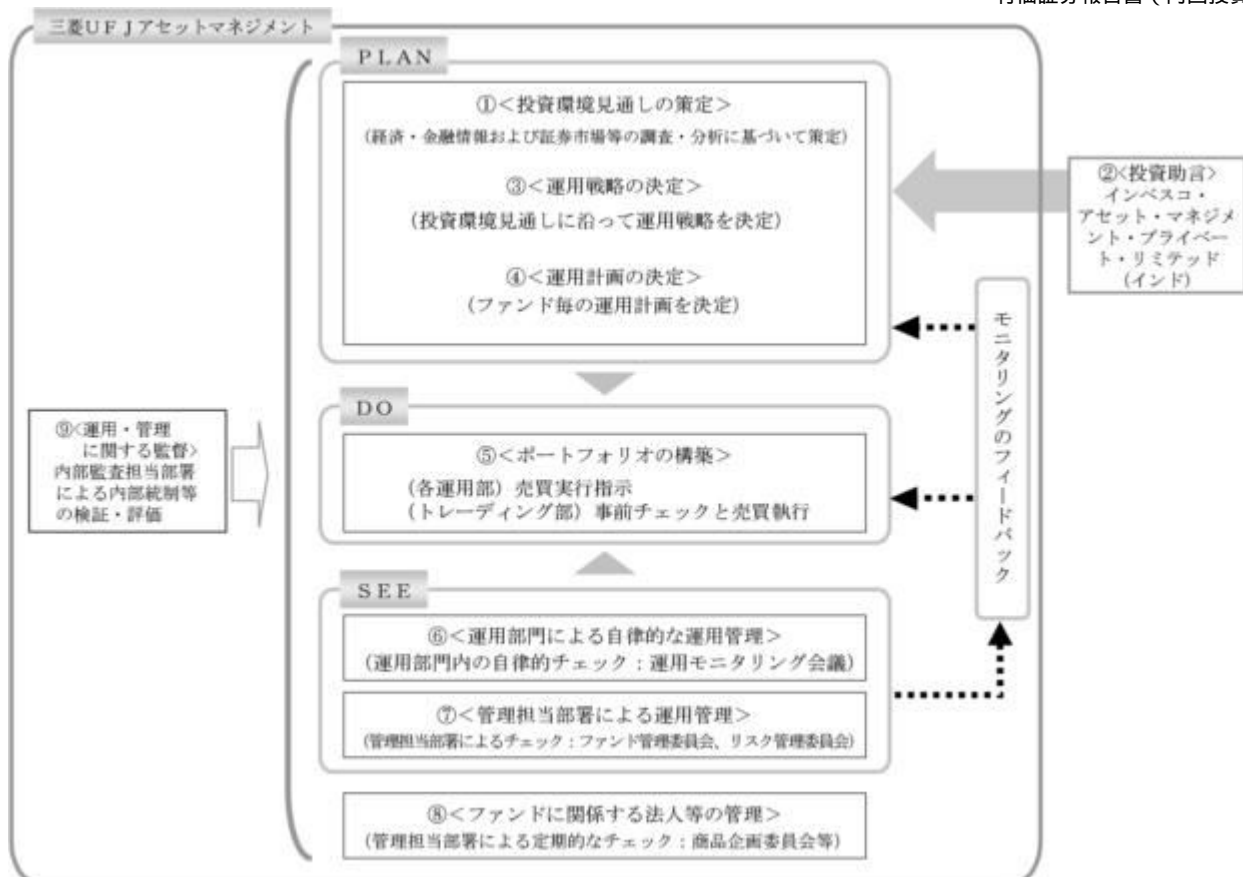 三菱UFJアセットマネジメント
PLAN
①<投資環境見通しの策定>
(経済・金融情報および証券市場等の調査・分析に基づいて策定)
③<運用戦略の決定>
(投資環境見通しに沿って運用戦略を決定)
④<運用計画の決定>
(ファンド毎の運用計画を決定)
②<投資助言>
インベスコ・
アセット・マネジメ
ント・プライベー
ト・リミテッド
(インド)
モニタリングのフィードバック
DO
⑤<ポートフォリオの構築>
(各運用部)売買実行指示
(トレーディング部)事前チェックと売買執行
⑨<運用・管理
に関する監督>
内部監査担当部署
による内部統制等
の検証・評価
SEE
⑥<運用部門による自律的な運用管理>
(運用部門内の自律的チェック:運用モニタリング会議)
⑦<管理担当部署による運用管理>
(管理担当部署によるチェック:ファンド管理委員会、リスク管理委員会)
⑧<ファンドに関係する法人等の管理>
(管理担当部署による定期的なチェック:商品企画委員会等)